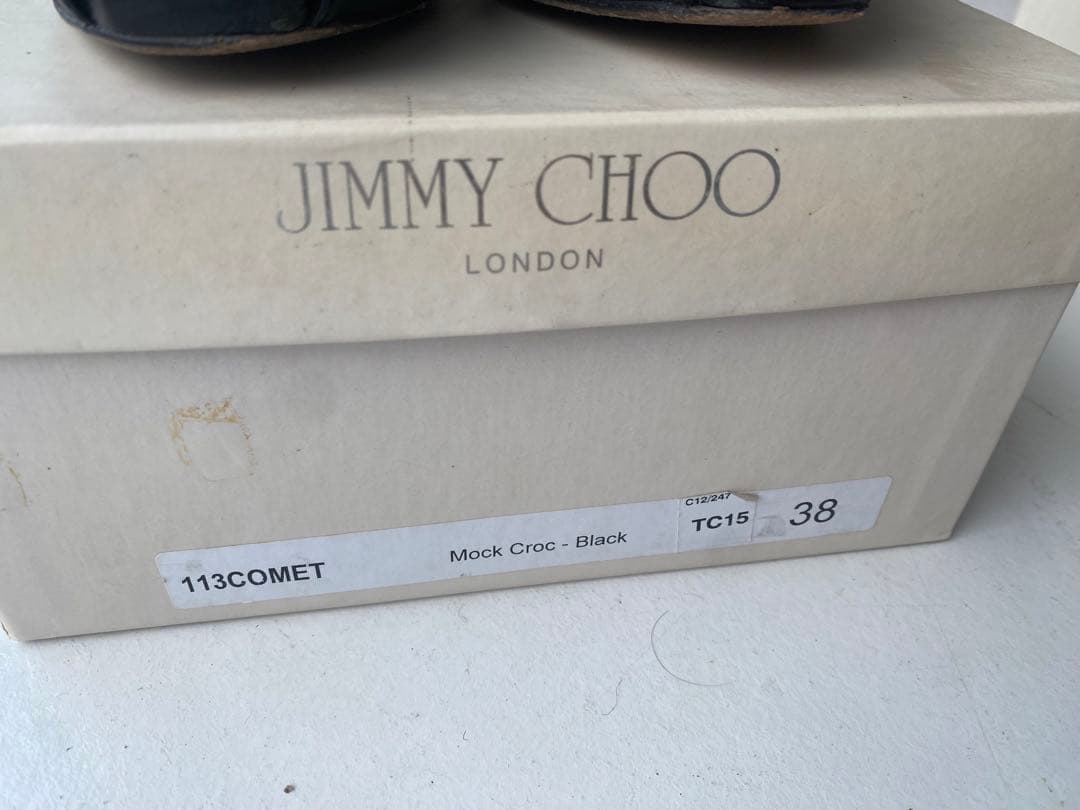 JIMMY CHOO
LONDON
113COMET
Mock Croc - Black
C12/247
TC15
38